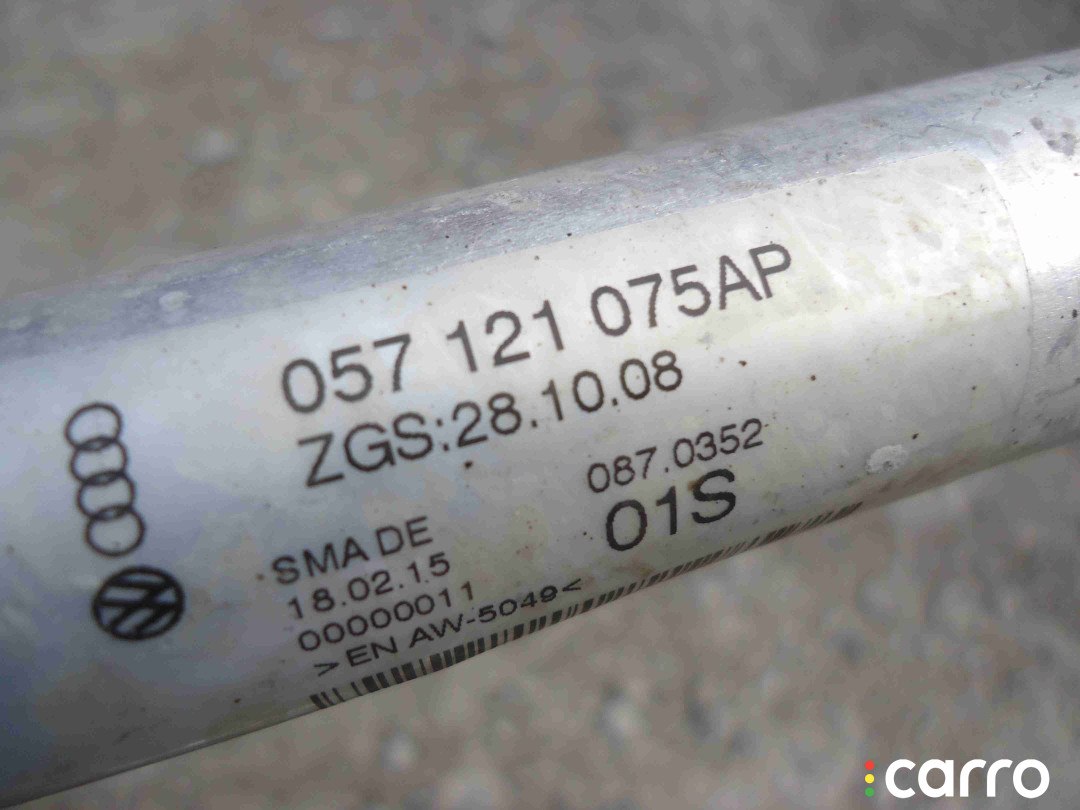 057 121 075AP
ZGS:28.10.08
087.0352
01S
SMA DE
18.02.15
00000011
>EN AW-5049<
carro